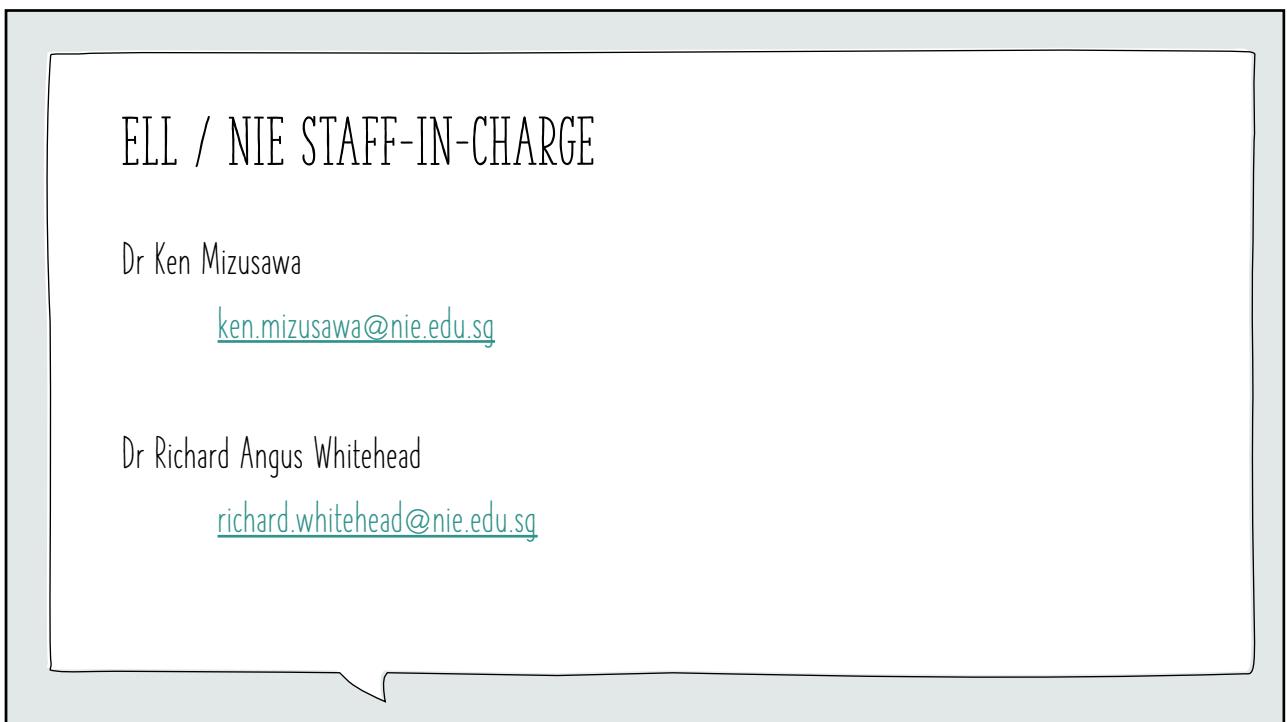 ELL / NIE STAFF-IN-CHARGE
Dr Ken Mizusawa
ken.mizusawa@nie.edu.sg
Dr Richard Angus Whitehead
richard.whitehead@nie.edu.sg